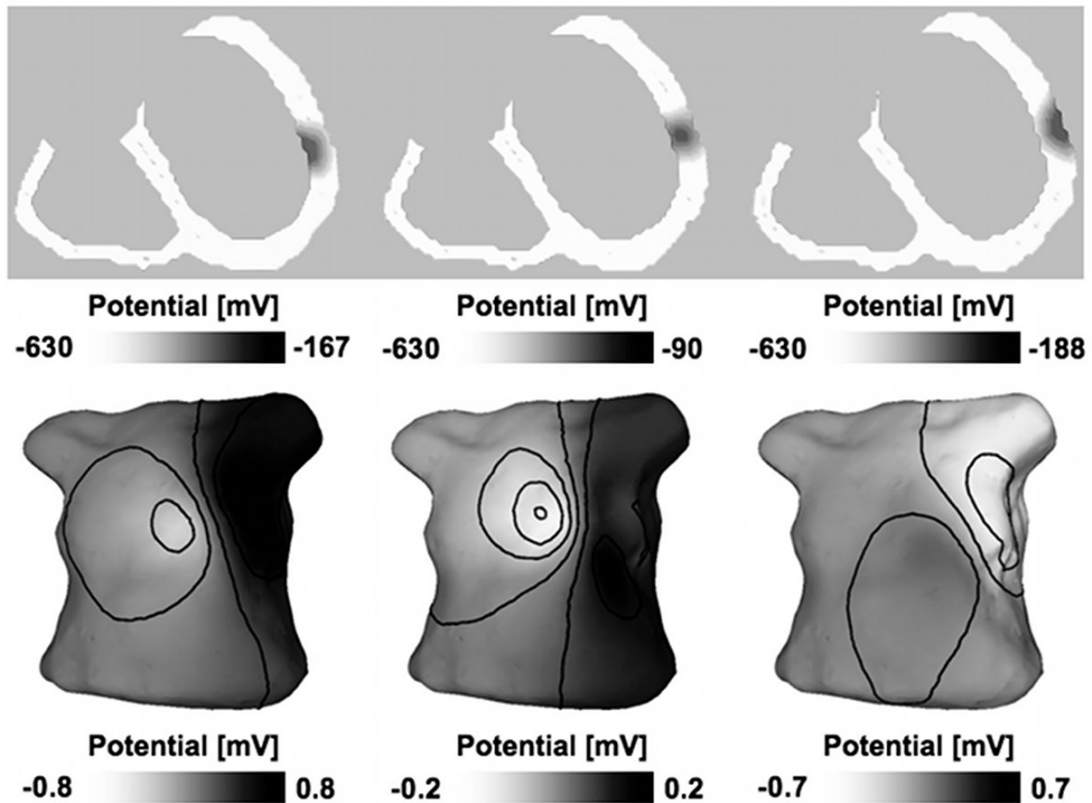 Potential [mV] Potential [mV] Potential [mV]
-630 -167 -630 -90 -630 -188
Potential [mV] Potential [mV] Potential [mV]
-0.8 0.8 -0.2 0.2 -0.7 0.7